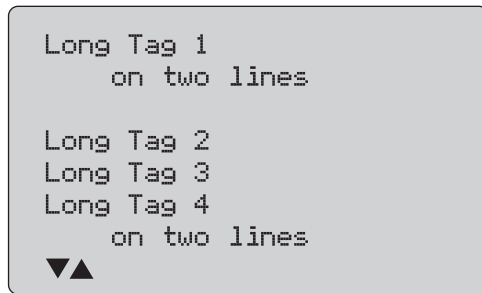 Long Tag 1
on two lines
Long Tag 2
Long Tag 3
Long Tag 4
on two lines
▼▲